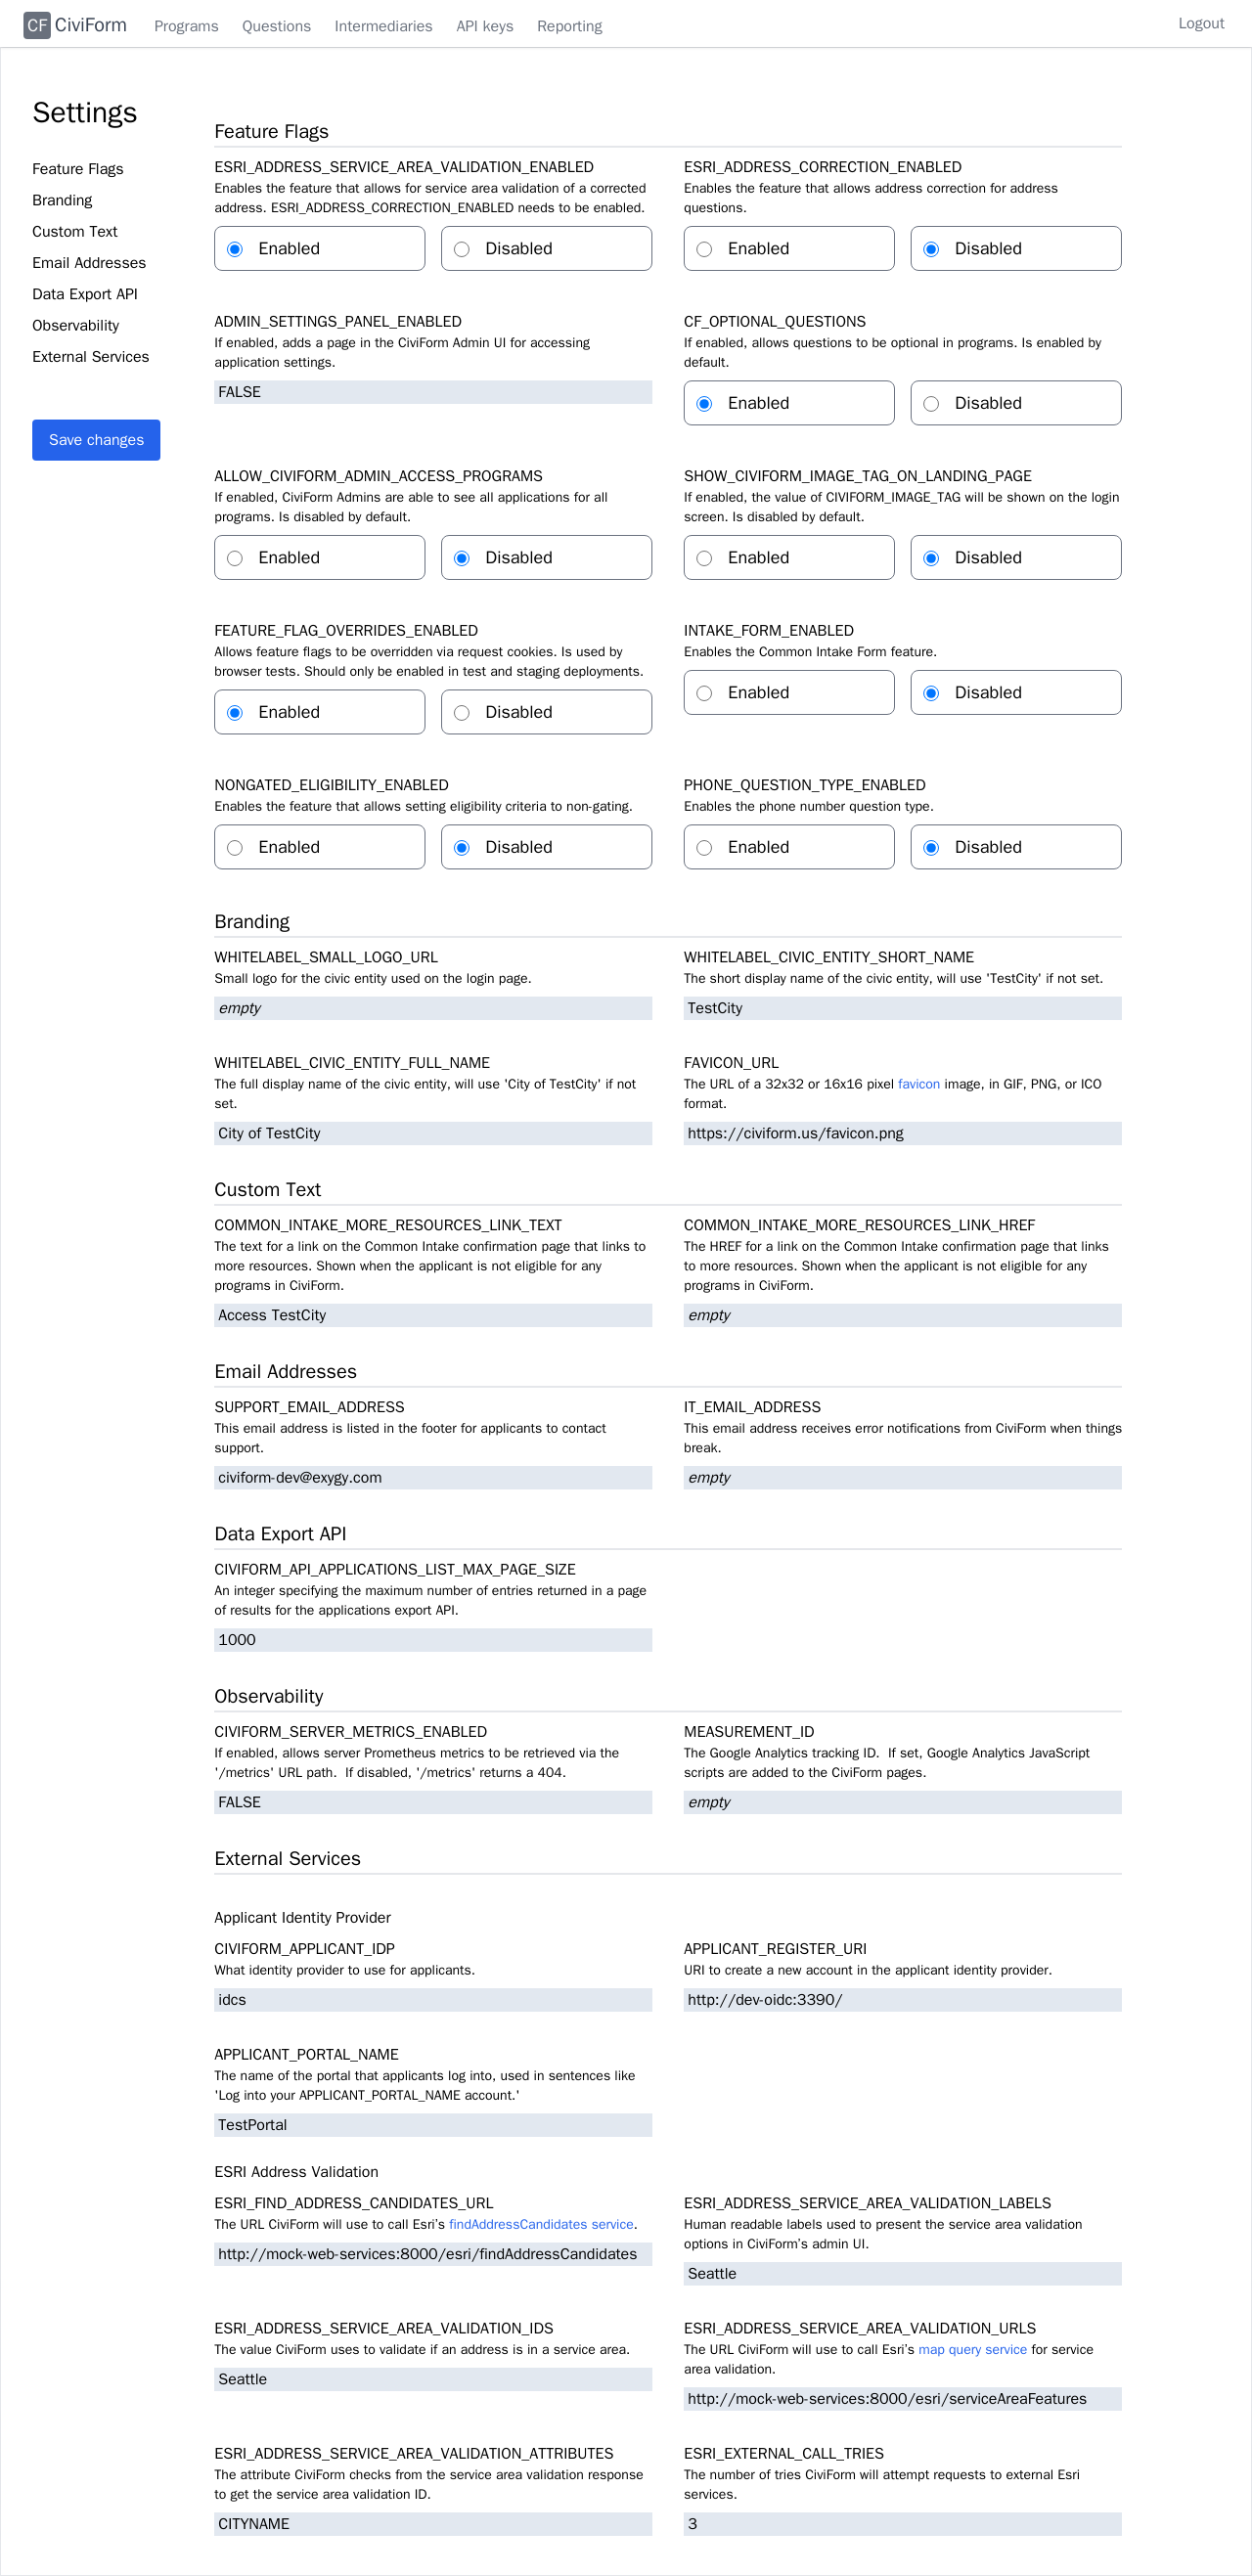 CF CiviForm Programs Questions Intermediaries API keys Reporting Logout
Settings
Feature Flags
Branding
Custom Text
Email Addresses
Data Export API
Observability
External Services
Save changes
Feature Flags
ESRI_ADDRESS_SERVICE_AREA_VALIDATION_ENABLED
Enables the feature that allows for service area validation of a corrected
address. ESRI_ADDRESS_CORRECTION_ENABLED needs to be enabled.
Enabled Disabled
ESRI_ADDRESS_CORRECTION_ENABLED
Enables the feature that allows address correction for address
questions.
Enabled Disabled
ADMIN_SETTINGS_PANEL_ENABLED
If enabled, adds a page in the CiviForm Admin UI for accessing
application settings.
FALSE
CF_OPTIONAL_QUESTIONS
If enabled, allows questions to be optional in programs. Is enabled by
default.
Enabled Disabled
ALLOW_CIVIFORM_ADMIN_ACCESS_PROGRAMS
If enabled, CiviForm Admins are able to see all applications for all
programs. Is disabled by default.
Enabled Disabled
SHOW_CIVIFORM_IMAGE_TAG_ON_LANDING_PAGE
If enabled, the value of CIVIFORM_IMAGE_TAG will be shown on the login
screen. Is disabled by default.
Enabled Disabled
FEATURE_FLAG_OVERRIDES_ENABLED
Allows feature flags to be overridden via request cookies. Is used by
browser tests. Should only be enabled in test and staging deployments.
Enabled Disabled
INTAKE_FORM_ENABLED
Enables the Common Intake Form feature.
Enabled Disabled
NONGATED_ELIGIBILITY_ENABLED
Enables the feature that allows setting eligibility criteria to non-gating.
Enabled Disabled
PHONE_QUESTION_TYPE_ENABLED
Enables the phone number question type.
Enabled Disabled
Branding
WHITELABEL_SMALL_LOGO_URL
Small logo for the civic entity used on the login page.
empty
WHITELABEL_CIVIC_ENTITY_SHORT_NAME
The short display name of the civic entity, will use 'TestCity' if not set.
TestCity
WHITELABEL_CIVIC_ENTITY_FULL_NAME
The full display name of the civic entity, will use 'City of TestCity' if not
set.
City of TestCity
FAVICON_URL
The URL of a 32x32 or 16x16 pixel favicon image, in GIF, PNG, or ICO
format.
https://civiform.us/favicon.png
Custom Text
COMMON_INTAKE_MORE_RESOURCES_LINK_TEXT
The text for a link on the Common Intake confirmation page that links to
more resources. Shown when the applicant is not eligible for any
programs in CiviForm.
Access TestCity
COMMON_INTAKE_MORE_RESOURCES_LINK_HREF
The HREF for a link on the Common Intake confirmation page that links
to more resources. Shown when the applicant is not eligible for any
programs in CiviForm.
empty
Email Addresses
SUPPORT_EMAIL_ADDRESS
This email address is listed in the footer for applicants to contact
support.
civiform-dev@exygy.com
IT_EMAIL_ADDRESS
This email address receives error notifications from CiviForm when things
break.
empty
Data Export API
CIVIFORM_API_APPLICATIONS_LIST_MAX_PAGE_SIZE
An integer specifying the maximum number of entries returned in a page
of results for the applications export API.
1000
Observability
CIVIFORM_SERVER_METRICS_ENABLED
If enabled, allows server Prometheus metrics to be retrieved via the
'/metrics' URL path. If disabled, '/metrics' returns a 404.
FALSE
MEASUREMENT_ID
The Google Analytics tracking ID. If set, Google Analytics JavaScript
scripts are added to the CiviForm pages.
empty
External Services
Applicant Identity Provider
CIVIFORM_APPLICANT_IDP
What identity provider to use for applicants.
idcs
APPLICANT_REGISTER_URI
URI to create a new account in the applicant identity provider.
http://dev-oidc:3390/
APPLICANT_PORTAL_NAME
The name of the portal that applicants log into, used in sentences like
'Log into your APPLICANT_PORTAL_NAME account.'
TestPortal
ESRI Address Validation
ESRI_FIND_ADDRESS_CANDIDATES_URL
The URL CiviForm will use to call Esri's findAddressCandidates service.
http://mock-web-services:8000/esri/findAddressCandidates
ESRI_ADDRESS_SERVICE_AREA_VALIDATION_LABELS
Human readable labels used to present the service area validation
options in CiviForm's admin UI.
Seattle
ESRI_ADDRESS_SERVICE_AREA_VALIDATION_IDS
The value CiviForm uses to validate if an address is in a service area.
Seattle
ESRI_ADDRESS_SERVICE_AREA_VALIDATION_URLS
The URL CiviForm will use to call Esri's map query service for service
area validation.
http://mock-web-services:8000/esri/serviceAreaFeatures
ESRI_ADDRESS_SERVICE_AREA_VALIDATION_ATTRIBUTES
The attribute CiviForm checks from the service area validation response
to get the service area validation ID.
CITYNAME
ESRI_EXTERNAL_CALL_TRIES
The number of tries CiviForm will attempt requests to external Esri
services.
3